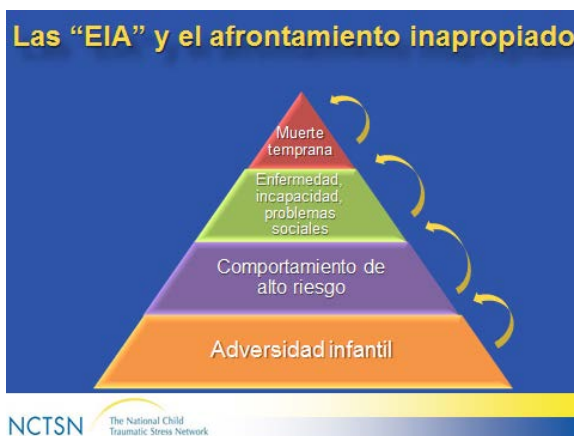 Las “EIA” y el afrontamiento inapropiado
Muerte
temprana
Enfermedad,
incapacidad,
problemas
sociales
Comportamiento de
alto riesgo
Adversidad infantil
NCTSN
The National Child
Traumatic Stress Network